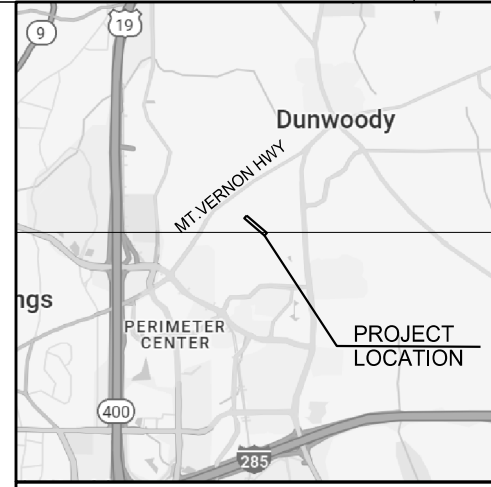 9
19
Dunwoody
MT.VERNON HWY
ngs
PERIMETER
CENTER
PROJECT
LOCATION
400
285